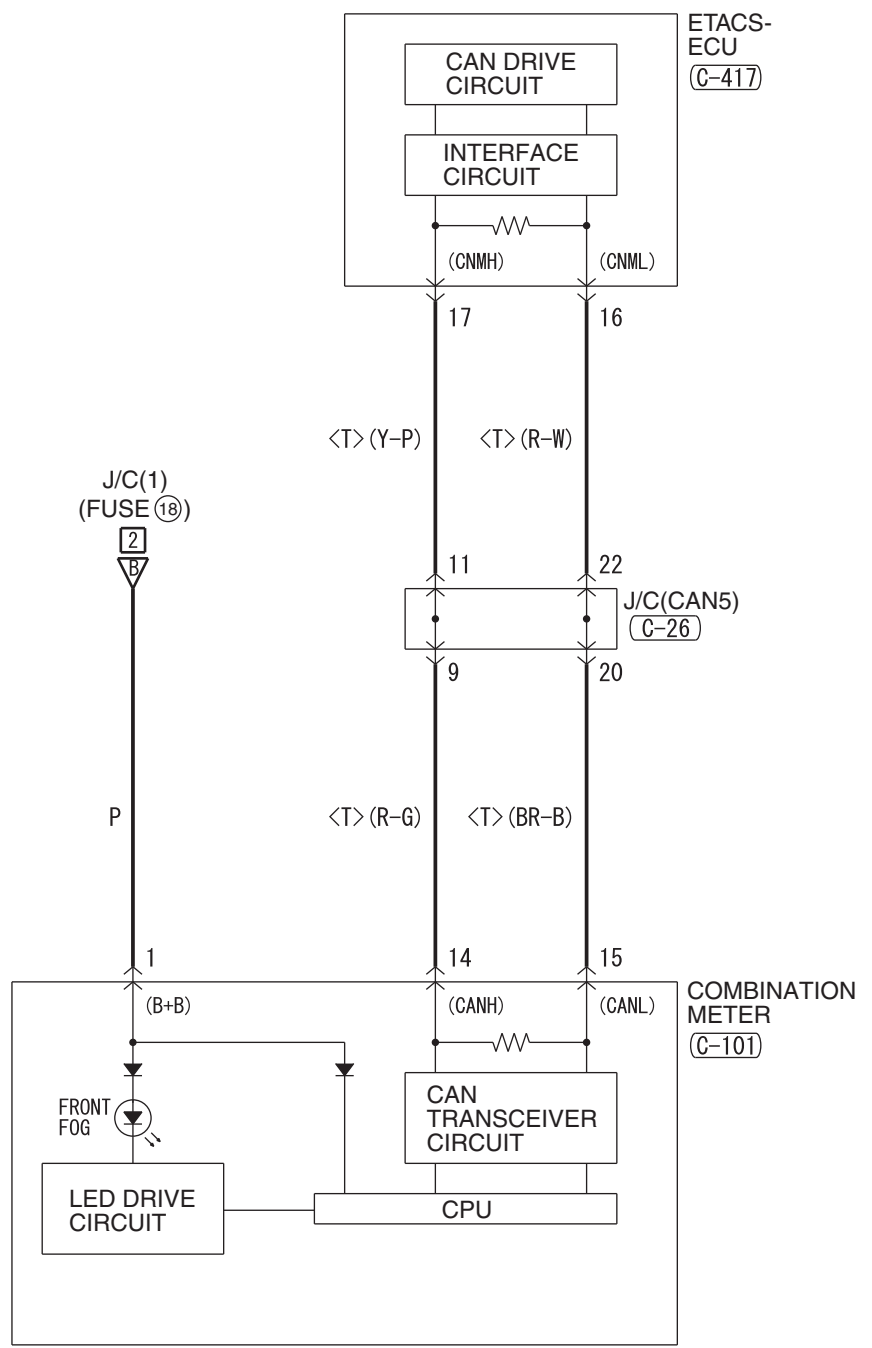 ETACS-
ECU
(C-417)
CAN DRIVE
CIRCUIT
INTERFACE
CIRCUIT
(CNMH)
(CNML)
17
16
<T>(Y-P)
<T>(R-W)
J/C(1)
(FUSE 18)
2
B
11
22
J/C(CAN5)
(C-26)
9
20
P
<T>(R-G)
<T>(BR-B)
1
14
15
(B+B)
(CANH)
(CANL)
COMBINATION
METER
(C-101)
FRONT
FOG
CAN
TRANSCEIVER
CIRCUIT
LED DRIVE
CIRCUIT
CPU